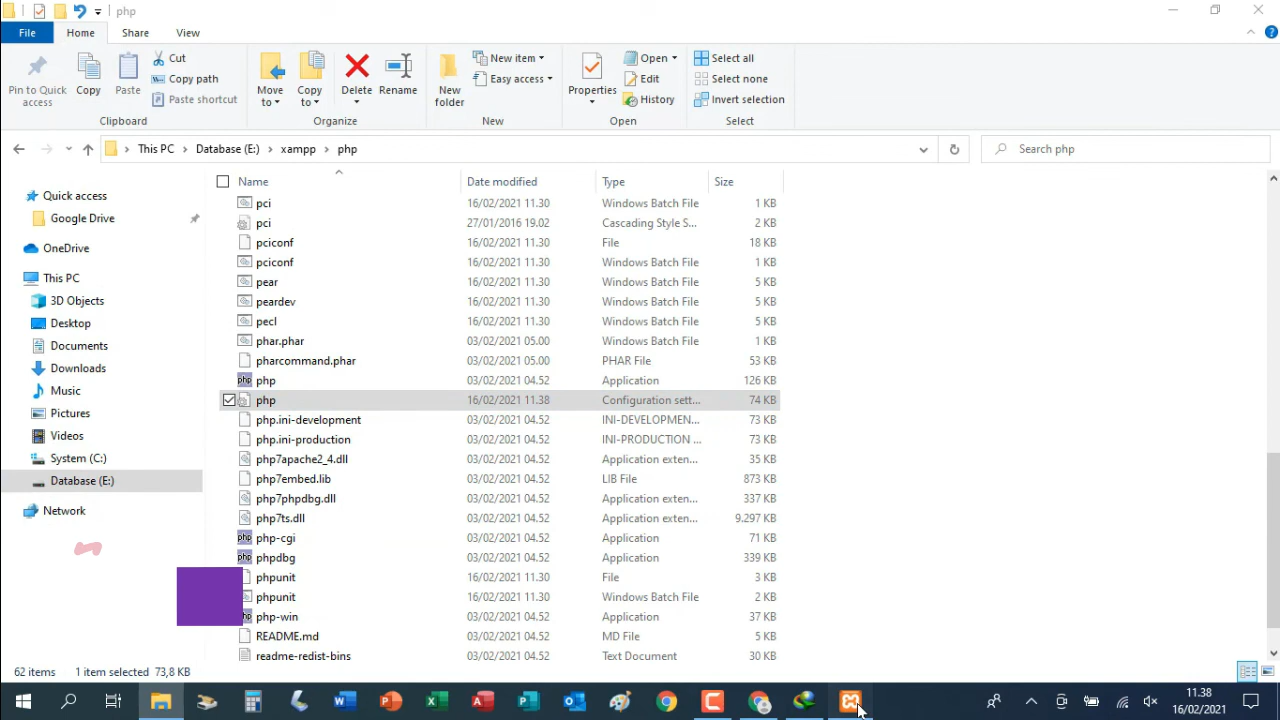 php
File Home Share View
Pin to Quick access
Copy
Paste
Cut
Copy path
Paste shortcut
Clipboard
Move to
Copy to
Delete
Rename
Organize
New folder
New item
Easy access
New
Properties
Open
Edit
History
Open
Select all
Select none
Invert selection
Select
This PC > Database (E:) > xampp > php
Search php
Quick access
Google Drive
OneDrive
This PC
3D Objects
Desktop
Documents
Downloads
Music
Pictures
Videos
System (C:)
Database (E:)
Network
Name Date modified Type Size
pci 16/02/2021 11.30 Windows Batch File 1 KB
pci 27/01/2016 19.02 Cascading Style S... 2 KB
pciconf 16/02/2021 11.30 File 18 KB
pciconf 16/02/2021 11.30 Windows Batch File 1 KB
pear 16/02/2021 11.30 Windows Batch File 5 KB
peardev 16/02/2021 11.30 Windows Batch File 5 KB
pecl 16/02/2021 11.30 Windows Batch File 5 KB
phar.phar 03/02/2021 05.00 Windows Batch File 1 KB
pharcommand.phar 03/02/2021 05.00 PHAR File 53 KB
php php 03/02/2021 04.52 Application 126 KB
php 16/02/2021 11.38 Configuration sett... 74 KB
php.ini-development 03/02/2021 04.52 INI-DEVELOPMEN... 73 KB
php.ini-production 03/02/2021 04.52 INI-PRODUCTION ... 73 KB
php7apache2_4.dll 03/02/2021 04.52 Application exten... 35 KB
php7embed.lib 03/02/2021 04.52 LIB File 873 KB
php7phpdbg.dll 03/02/2021 04.52 Application exten... 337 KB
php7ts.dll 03/02/2021 04.52 Application exten... 9.297 KB
php php-cgi 03/02/2021 04.52 Application 71 KB
php phpdbg 03/02/2021 04.52 Application 339 KB
phpunit 16/02/2021 11.30 File 3 KB
phpunit 16/02/2021 11.30 Windows Batch File 2 KB
php-win 03/02/2021 04.52 Application 37 KB
README.md 03/02/2021 04.52 MD File 5 KB
readme-redist-bins 03/02/2021 04.52 Text Document 30 KB
62 items 1 item selected 73,8 KB
11.38
16/02/2021